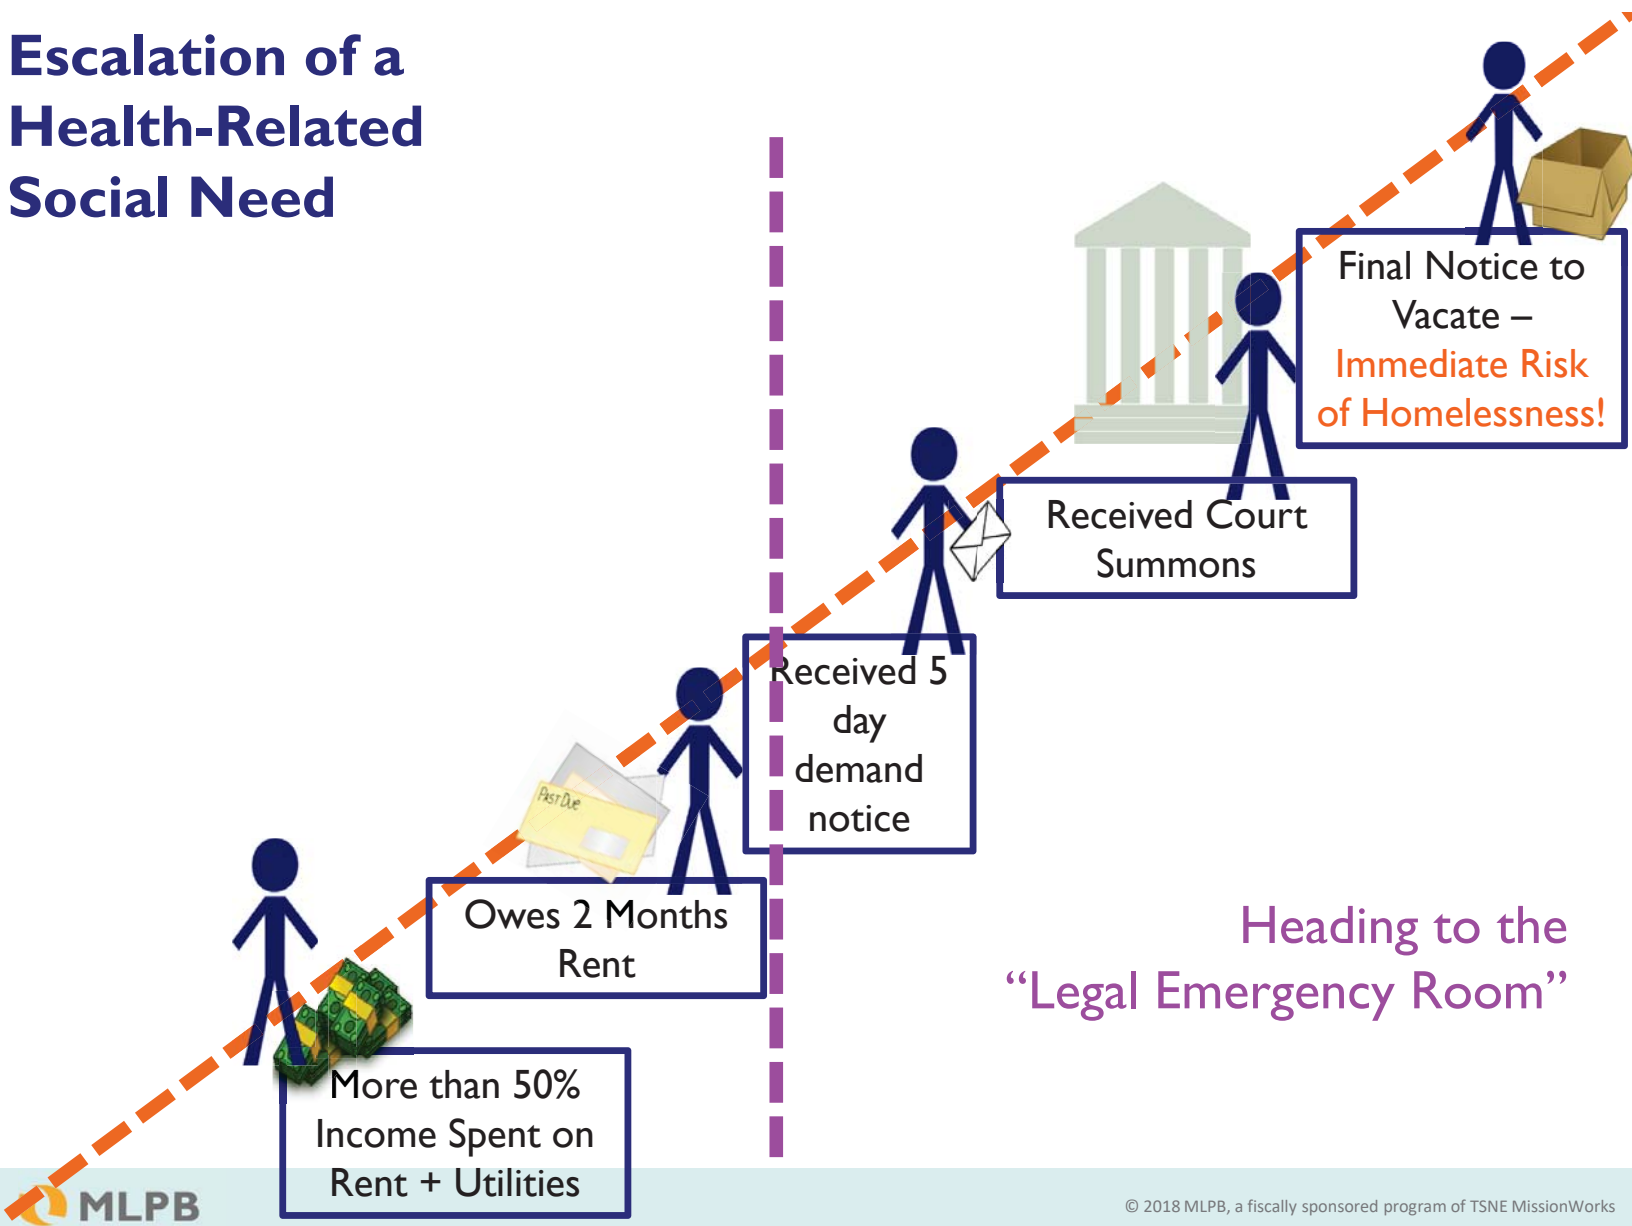 Escalation of a
Health-Related
Social Need
Final Notice to
Vacate –
Immediate Risk
of Homelessness!
Received Court
Summons
Received 5
day
demand
notice
PAST DUE
Owes 2 Months
Rent
Heading to the
“Legal Emergency Room”
More than 50%
Income Spent on
Rent + Utilities
MLPB
© 2018 MLPB, a fiscally sponsored program of TSNE MissionWorks